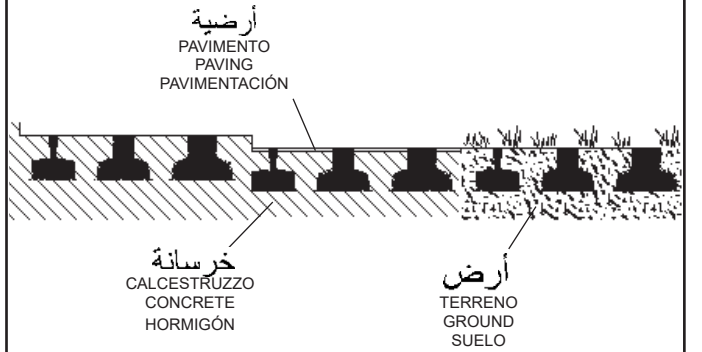 أرضية
PAVIMENTO
PAVING
PAVIMENTACIÓN
خرسانة
CALCESTRUZZO
CONCRETE
HORMIGÓN
أرض
TERRENO
GROUND
SUELO